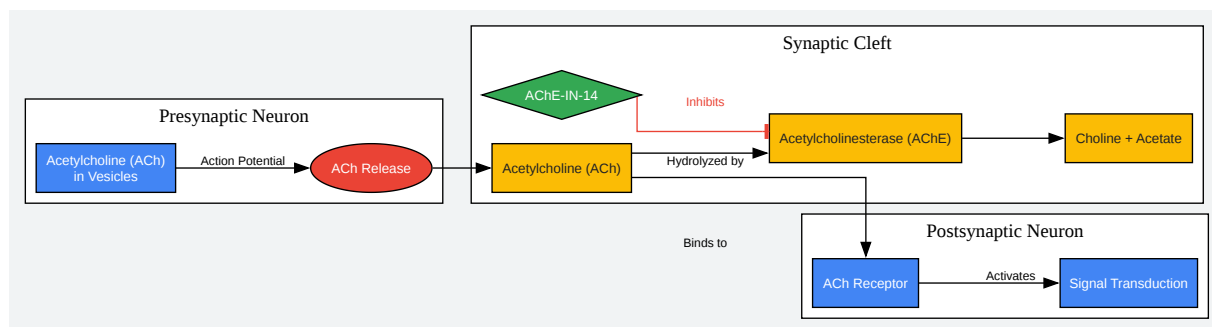 Synaptic Cleft
AChE-IN-14
Inhibits
Presynaptic Neuron
Acetylcholine (ACh)
in Vesicles
Action Potential
ACh Release
Acetylcholine (ACh)
Hydrolyzed by
Acetylcholinesterase (AChE)
Choline + Acetate
Binds to
Postsynaptic Neuron
ACh Receptor
Activates
Signal Transduction